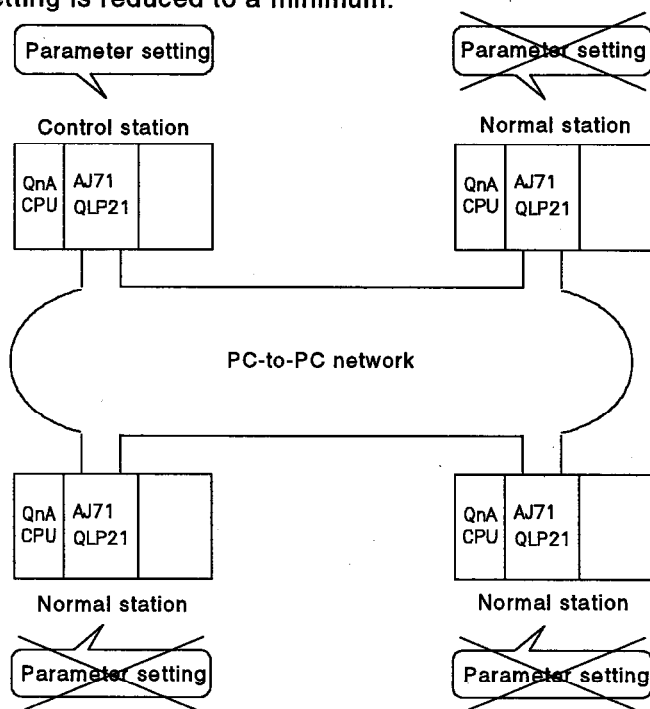 setting is reduced to a minimum.
Parameter setting
Parameter setting
Control station
Normal station
QnA CPU
AJ71 QLP21
QnA CPU
AJ71 QLP21
PC-to-PC network
QnA CPU
AJ71 QLP21
QnA CPU
AJ71 QLP21
Normal station
Normal station
Parameter setting
Parameter setting